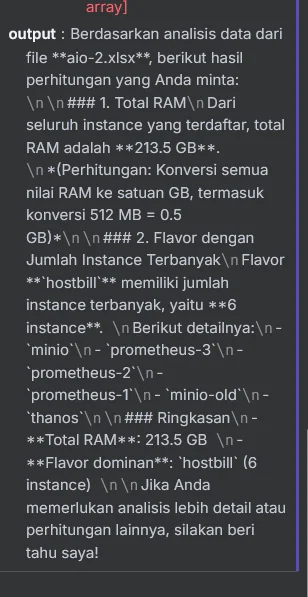 array]
output : Berdasarkan analisis data dari
file **aio-2.xlsx**, berikut hasil
perhitungan yang Anda minta:
\n\n### 1. Total RAM\nDari
seluruh instance yang terdaftar, total
RAM adalah **213.5 GB**.
\n*(Perhitungan: Konversi semua
nilai RAM ke satuan GB, termasuk
konversi 512 MB = 0.5
GB)*\n\n### 2. Flavor dengan
Jumlah Instance Terbanyak\nFlavor
**`hostbill`** memiliki jumlah
instance terbanyak, yaitu **6
instance**.  \nBerikut detailnya:\n-
`minio`\n- `prometheus-3`\n-
`prometheus-2`\n-
`prometheus-1`\n- `minio-old`\n-
`thanos`\n\n### Ringkasan\n-
**Total RAM**: 213.5 GB  \n-
**Flavor dominan**: `hostbill` (6
instance)  \n\nJika Anda
memerlukan analisis lebih detail atau
perhitungan lainnya, silakan beri
tahu saya!